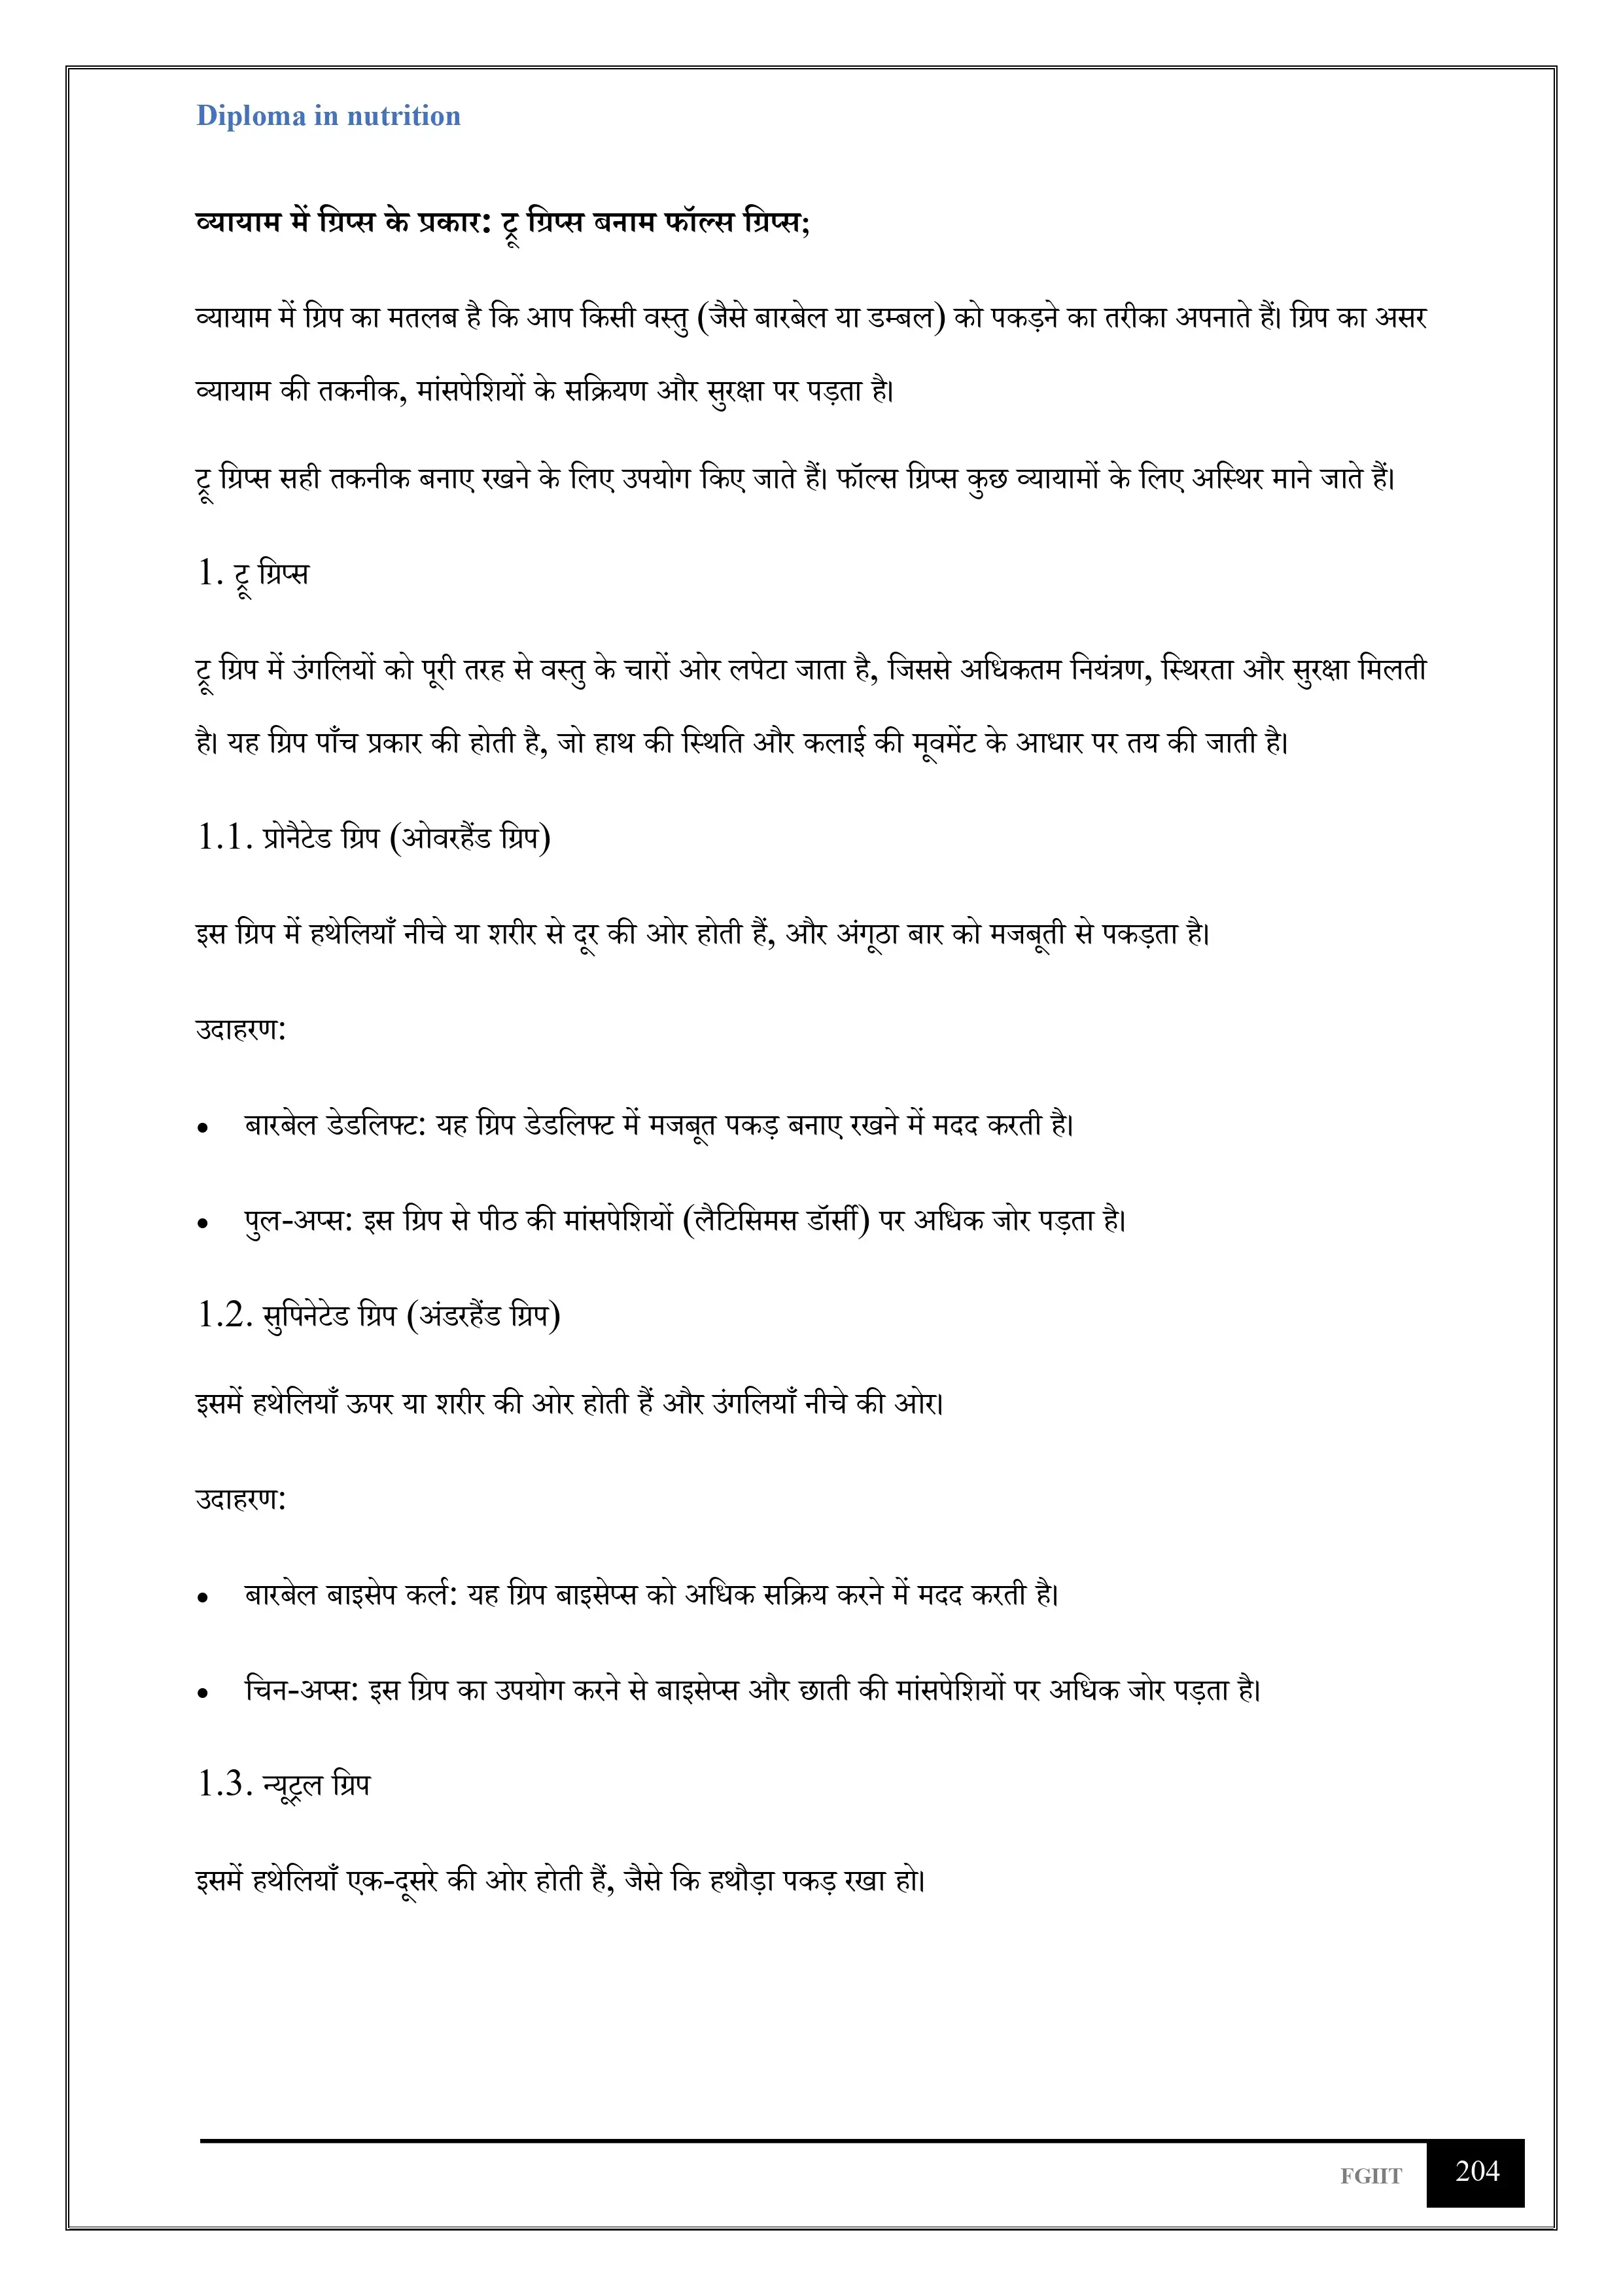 Diploma in nutrition
व्यायाम में ग्रिप्स के प्रकार: ट्रू ग्रिप्स बनाम फॉल्स ग्रिप्स;
व्यायाम में ग्रिप का मतलब है कि आप किसी वस्तु (जैसे बारबेल या डम्बल) को पकड़ने का तरीका अपनाते हैं। ग्रिप का असर
व्यायाम की तकनीक, मांसपेशियों के सक्रियण और सुरक्षा पर पड़ता है।
ट्रू ग्रिप्स सही तकनीक बनाए रखने के लिए उपयोग किए जाते हैं। फॉल्स ग्रिप्स कुछ व्यायामों के लिए अस्थिर माने जाते हैं।
1. ट्रू ग्रिप्स
ट्रू ग्रिप में उंगलियों को पूरी तरह से वस्तु के चारों ओर लपेटा जाता है, जिससे अधिकतम नियंत्रण, स्थिरता और सुरक्षा मिलती
है। यह ग्रिप पाँच प्रकार की होती है, जो हाथ की स्थिति और कलाई की मूवमेंट के आधार पर तय की जाती है।
1.1. प्रोनैटेड ग्रिप (ओवरहैंड ग्रिप)
इस ग्रिप में हथेलियाँ नीचे या शरीर से दूर की ओर होती हैं, और अंगूठा बार को मजबूती से पकड़ता है।
उदाहरण:
• बारबेल डेडलिफ्ट: यह ग्रिप डेडलिफ्ट में मजबूत पकड़ बनाए रखने में मदद करती है।
• पुल-अप्स: इस ग्रिप से पीठ की मांसपेशियों (लैटिसिमस डॉर्सी) पर अधिक जोर पड़ता है।
1.2. सुपिनेटेड ग्रिप (अंडरहैंड ग्रिप)
इसमें हथेलियाँ ऊपर या शरीर की ओर होती हैं और उंगलियाँ नीचे की ओर।
उदाहरण:
• बारबेल बाइसेप कर्ल: यह ग्रिप बाइसेप्स को अधिक सक्रिय करने में मदद करती है।
• चिन-अप्स: इस ग्रिप का उपयोग करने से बाइसेप्स और छाती की मांसपेशियों पर अधिक जोर पड़ता है।
1.3. न्यूट्रल ग्रिप
इसमें हथेलियाँ एक-दूसरे की ओर होती हैं, जैसे कि हथौड़ा पकड़ रखा हो।
FGIIT 204